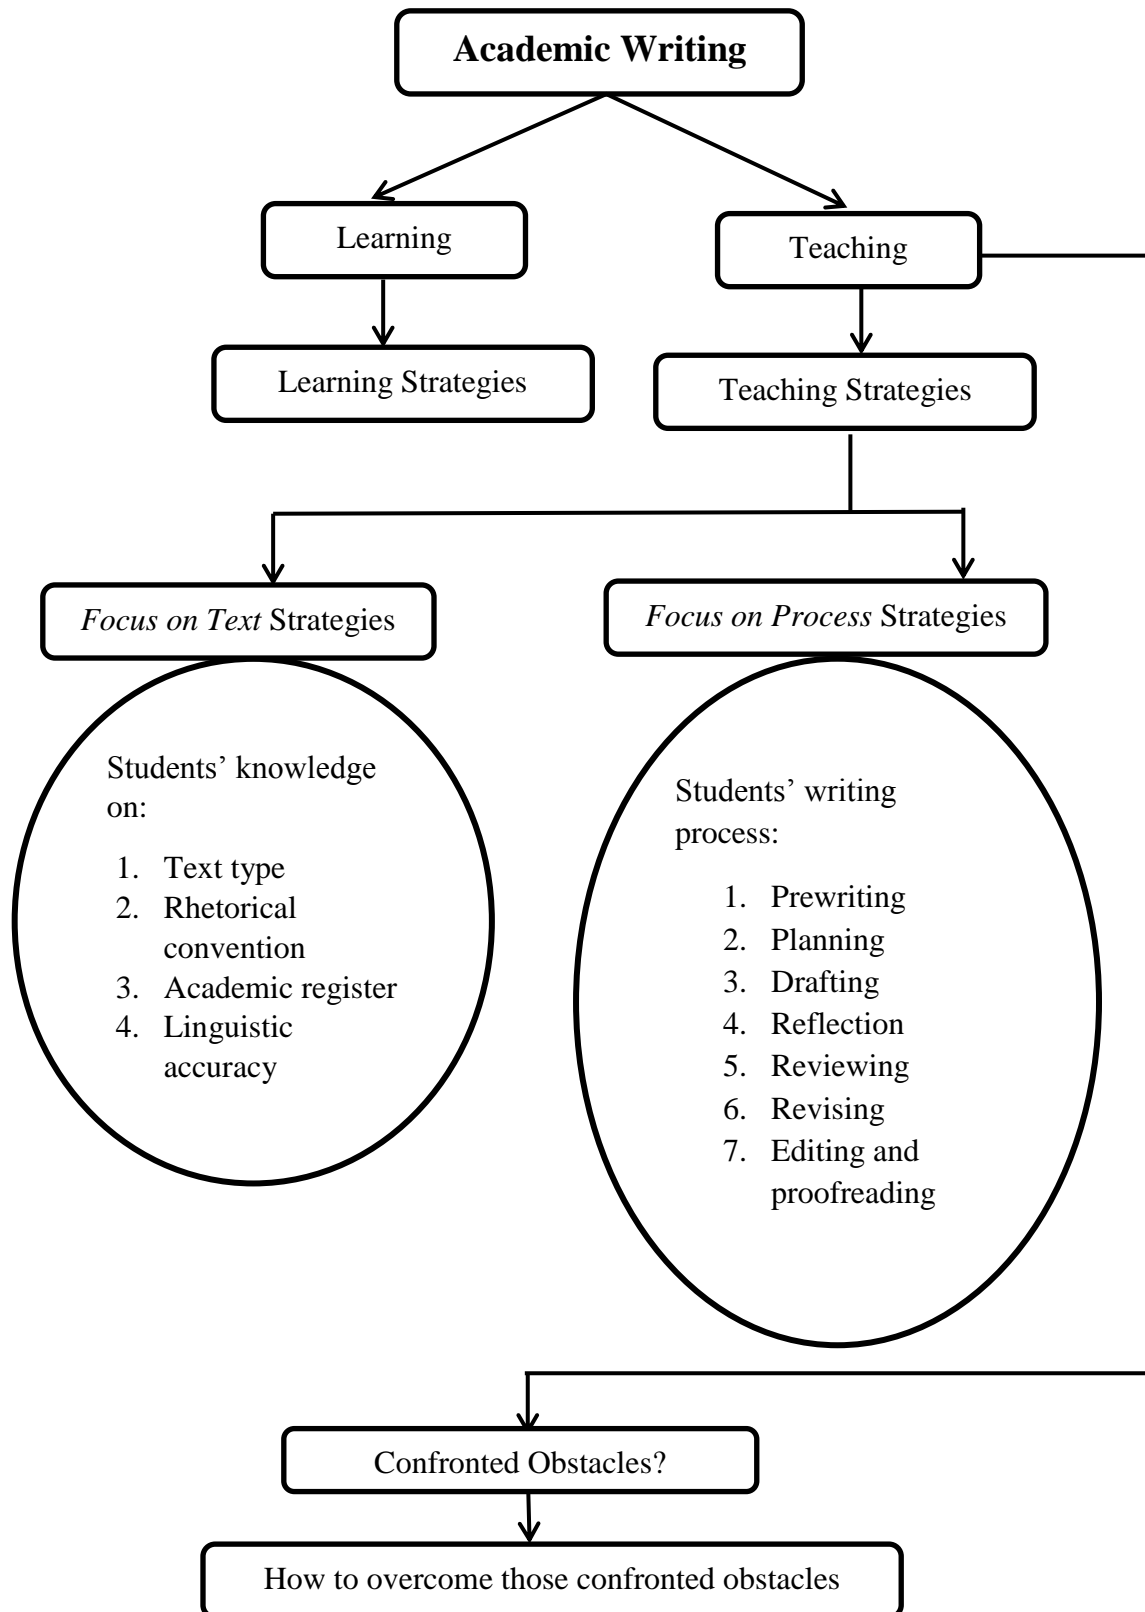 Academic Writing
Learning
Teaching
Learning Strategies
Teaching Strategies
Focus on Text Strategies
Focus on Process Strategies
Students’ knowledge
on:
1. Text type
2. Rhetorical
convention
3. Academic register
4. Linguistic
accuracy
Students’ writing
process:
1. Prewriting
2. Planning
3. Drafting
4. Reflection
5. Reviewing
6. Revising
7. Editing and
proofreading
Confronted Obstacles?
How to overcome those confronted obstacles